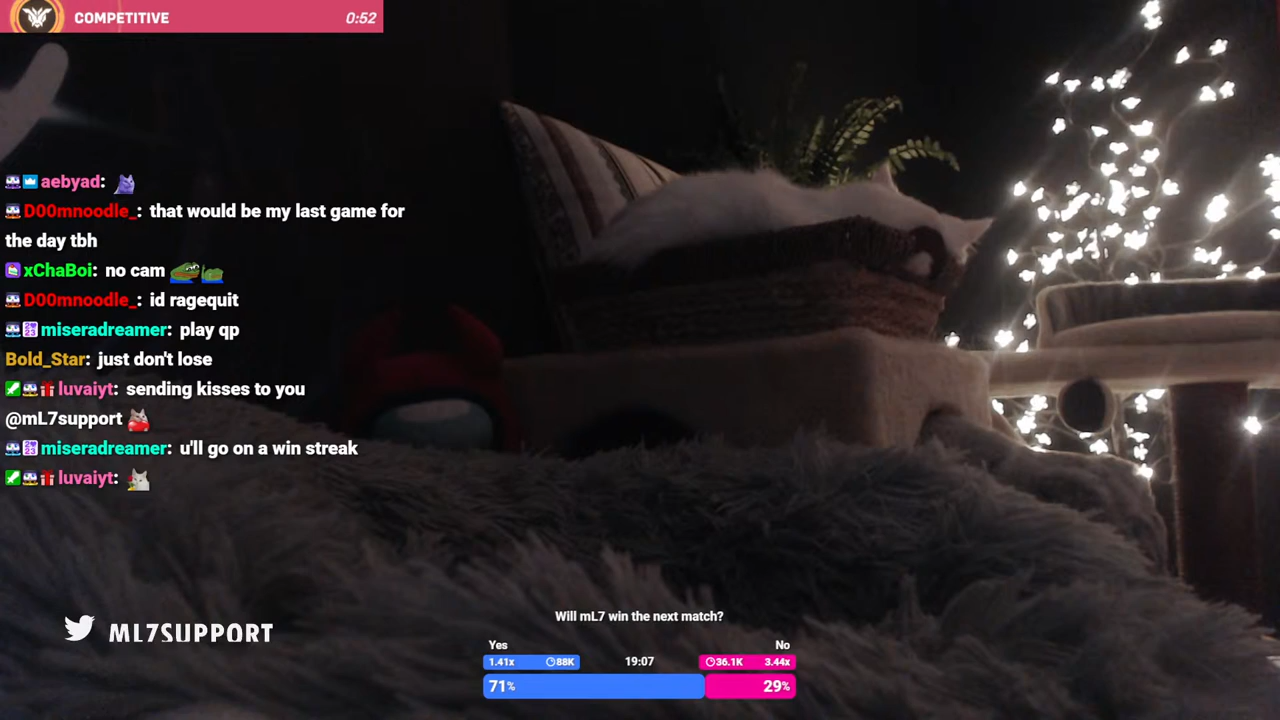 COMPETITIVE 0:52
aebyad:
D00mnoodle_: that would be my last game for
the day tbh
xChaBoi: no cam
D00mnoodle_: id ragequit
miseradreamer: play qp
Bold_Star: just don't lose
luvaiyt: sending kisses to you
@mL7support
miseradreamer: u'll go on a win streak
luvaiyt:
ML7SUPPORT
Will mL7 win the next match?
Yes No
1.41x 88K 19:07 36.1K 3.44x
71% 29%